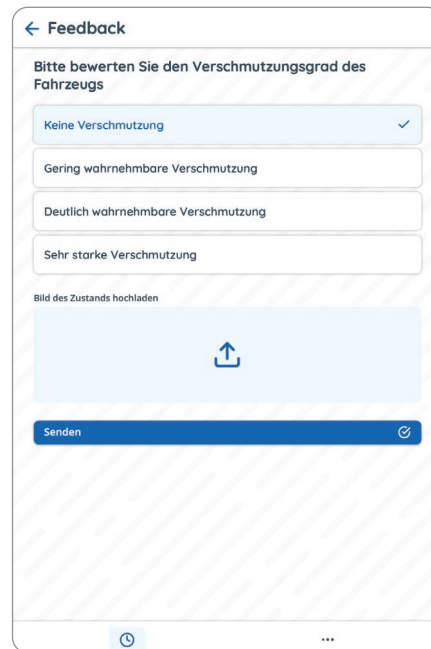 Feedback
Bitte bewerten Sie den Verschmutzungsgrad des
Fahrzeugs
Keine Verschmutzung
Gering wahrnehmbare Verschmutzung
Deutlich wahrnehmbare Verschmutzung
Sehr starke Verschmutzung
Bild des Zustands hochladen
Senden